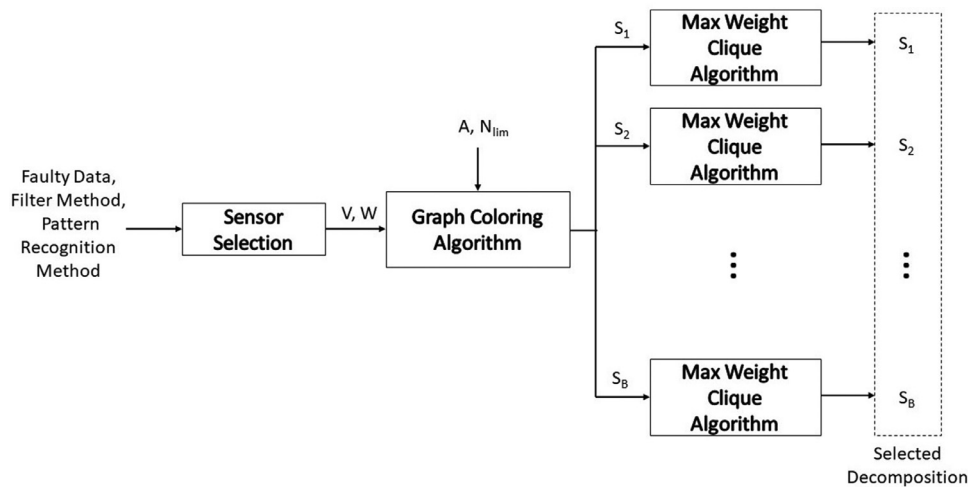 Faulty Data,
Filter Method,
Pattern
Recognition
Method
Sensor
Selection
V, W
A, N_lim
Graph Coloring
Algorithm
S_1
Max Weight
Clique
Algorithm
S_1
S_2
Max Weight
Clique
Algorithm
S_2
S_B
Max Weight
Clique
Algorithm
S_B
Selected
Decomposition